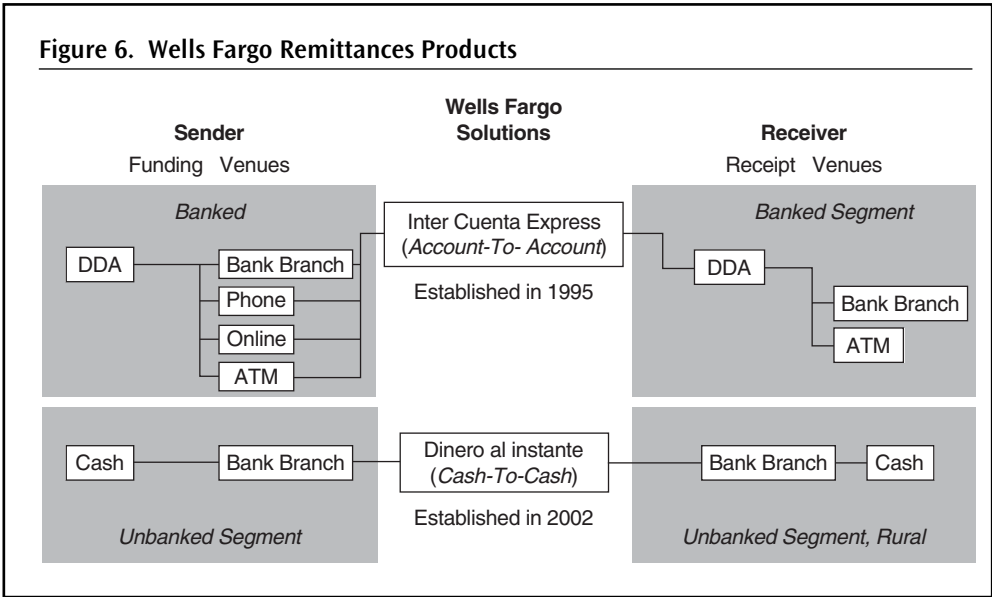 Figure 6. Wells Fargo Remittances Products
Wells Fargo
Solutions
Sender
Funding Venues
Receiver
Receipt Venues
Banked
DDA
Bank Branch
Phone
Online
ATM
Inter Cuenta Express
(Account-To- Account)
Established in 1995
Banked Segment
DDA
Bank Branch
ATM
Cash
Bank Branch
Unbanked Segment
Dinero al instante
(Cash-To-Cash)
Established in 2002
Bank Branch
Cash
Unbanked Segment, Rural